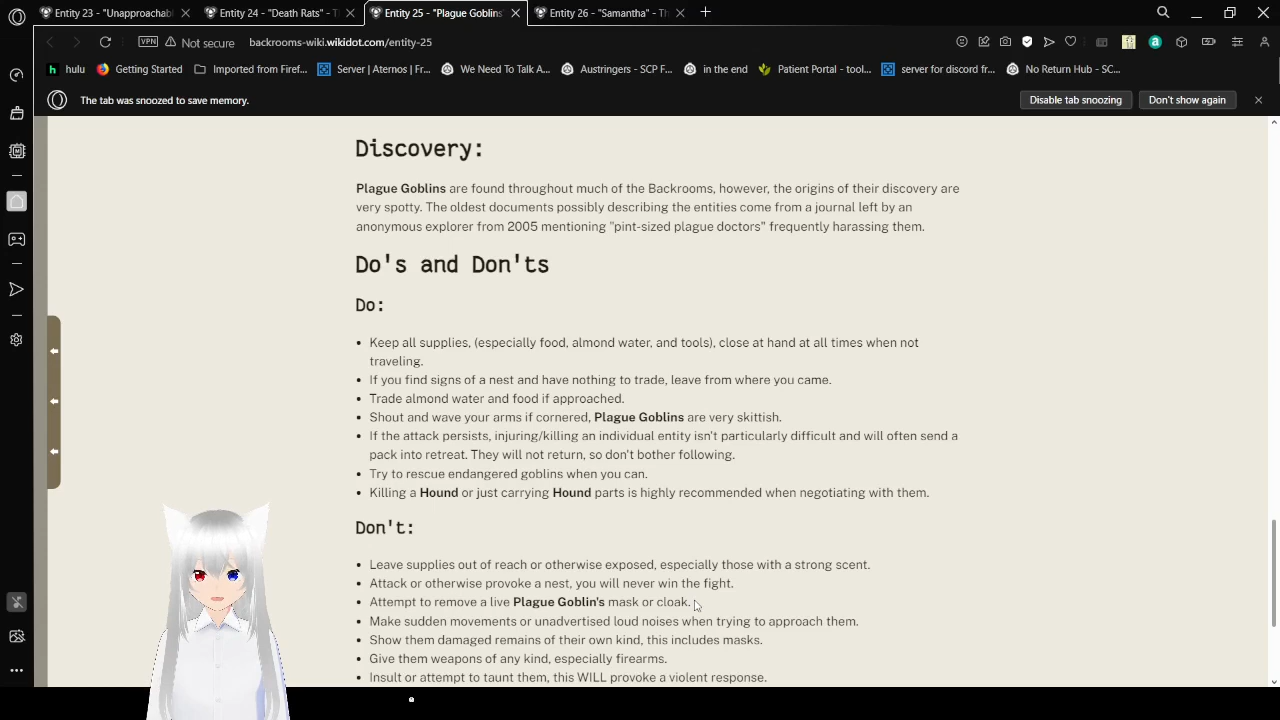 Entity 23 - "Unapproachabl
Entity 24 - "Death Rats" - T
Entity 25 - "Plague Goblins"
Entity 26 - "Samantha" - Th
VPN
Not secure
backrooms-wiki.wikidot.com/entity-25
hulu
Getting Started
Imported from Firef...
Server | Aternos | Fr...
We Need To Talk A...
Austringers - SCP F...
in the end
Patient Portal - tool...
server for discord fr...
No Return Hub - SC...
The tab was snoozed to save memory.
Disable tab snoozing
Don't show again
Discovery:
Plague Goblins are found throughout much of the Backrooms, however, the origins of their discovery are
very spotty. The oldest documents possibly describing the entities come from a journal left by an
anonymous explorer from 2005 mentioning "pint-sized plague doctors" frequently harassing them.
Do's and Don'ts
Do:
• Keep all supplies, (especially food, almond water, and tools), close at hand at all times when not
traveling.
• If you find signs of a nest and have nothing to trade, leave from where you came.
• Trade almond water and food if approached.
• Shout and wave your arms if cornered, Plague Goblins are very skittish.
• If the attack persists, injuring/killing an individual entity isn't particularly difficult and will often send a
pack into retreat. They will not return, so don't bother following.
• Try to rescue endangered goblins when you can.
• Killing a Hound or just carrying Hound parts is highly recommended when negotiating with them.
Don't:
• Leave supplies out of reach or otherwise exposed, especially those with a strong scent.
• Attack or otherwise provoke a nest, you will never win the fight.
• Attempt to remove a live Plague Goblin's mask or cloak.
• Make sudden movements or unadvertised loud noises when trying to approach them.
• Show them damaged remains of their own kind, this includes masks.
• Give them weapons of any kind, especially firearms.
• Insult or attempt to taunt them, this WILL provoke a violent response.